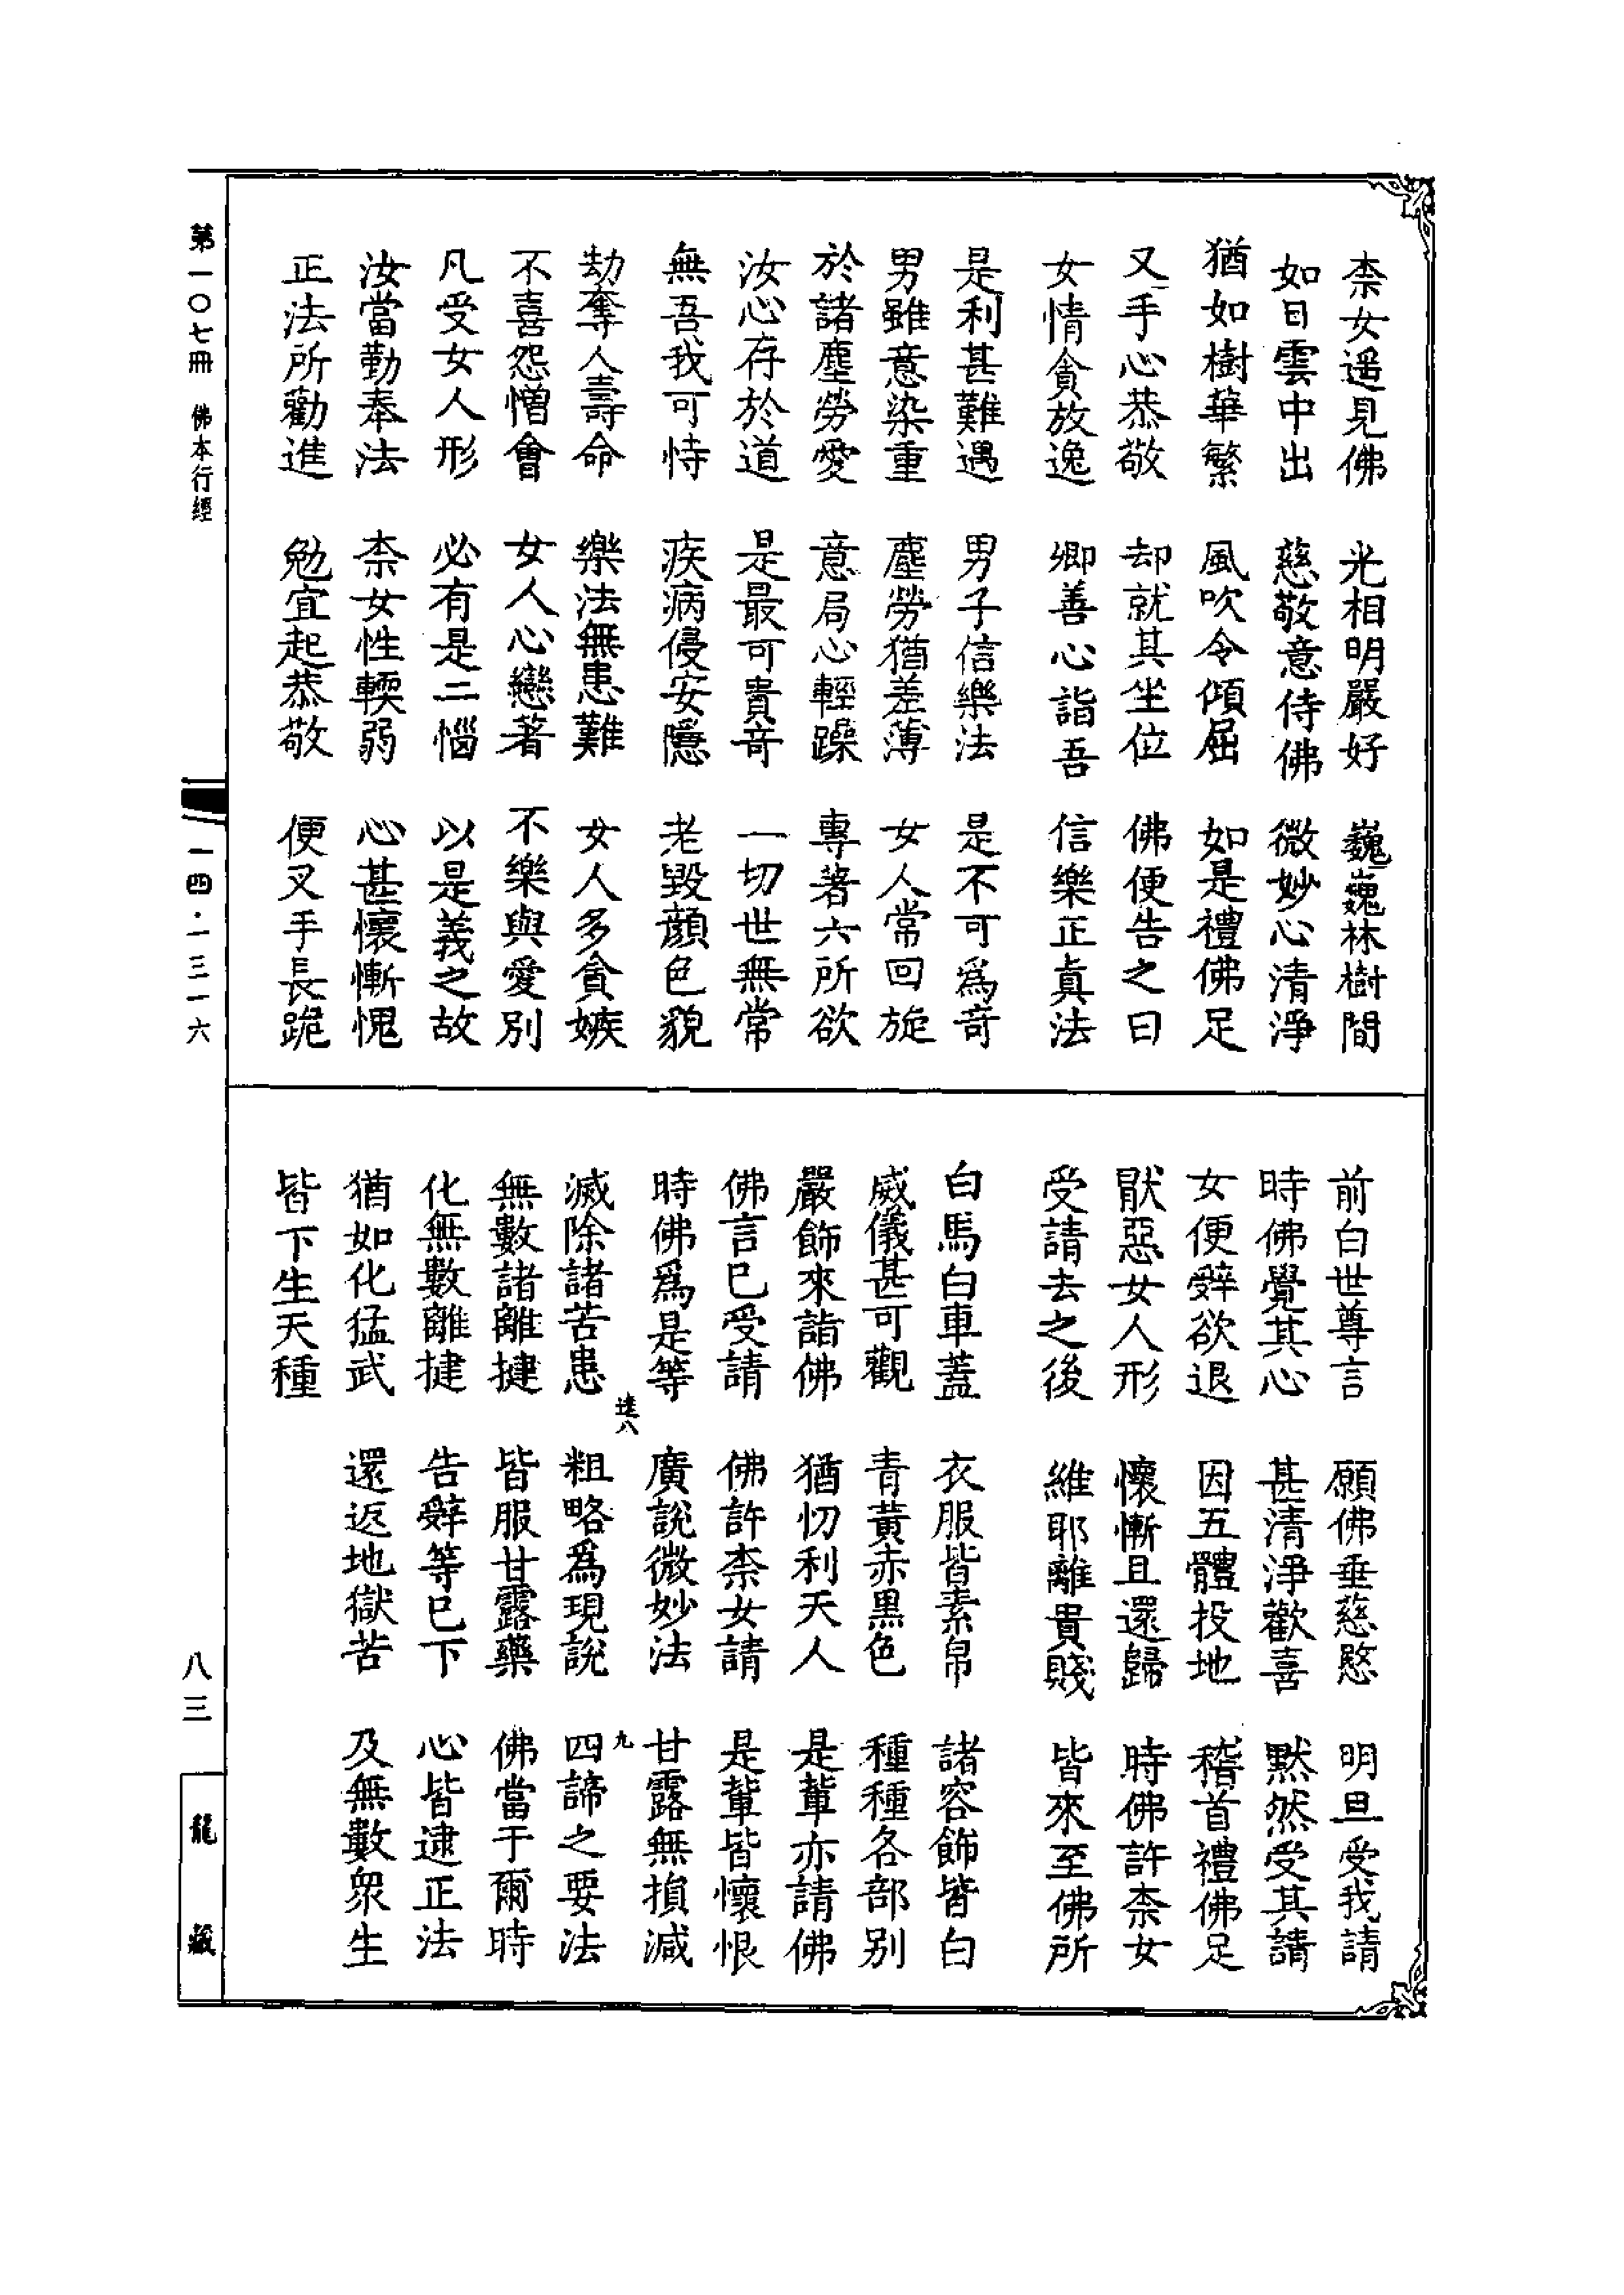 柰女遥見佛　光相明嚴好　巍巍林樹間
如日雲中出　慈敬意侍佛　微妙心清淨
猶如樹華繁　風吹令傾屈　如是禮佛足
叉手心恭敬　却就其坐位　佛便告之曰
女情貪放逸　卿善心詣吾　信樂正真法
是利甚難遇　男子信樂法　是不可為奇
男雖意染重　塵勞猶差薄　女人常回旋
於諸塵勞愛　意局心輕躁　專著六所欲
汝心存於道　是最可貴奇　一切世無常
無吾我可恃　疾病侵安隱　老毀顏色貌
劫奪人壽命　樂法無患難　女人多貪嫉
不喜怨憎會　女人心戀著　不樂與愛別
凡受女人形　必有是二惱　以是義之故
汝當勤奉法　柰女性輭弱　心甚懷慚愧
正法所勸進　勉宜起恭敬　便叉手長跪
前白世尊言　願佛垂慈愍　明旦受我請
時佛覺其心　甚清淨歡喜　默然受其請
女便辭欲退　因五體投地　稽首禮佛足
猒惡女人形　懷慚且還歸　時佛許柰女
受請去之後　維耶離貴賤　皆來至佛所
白馬白車蓋　衣服皆素帛　諸容飾皆白
威儀甚可觀　青黃赤黑色　種種各部別
嚴飾來詣佛　猶忉利天人　是輩亦請佛
佛言已受請　佛許柰女請　是輩皆懷恨
時佛為是等　廣說微妙法　甘露無損減
八　九
滅除諸苦患　粗略為現說　四諦之要法
無數諸離揵　皆服甘露藥　佛當于爾時
化無數離揵　告辭等已下　心皆逮正法
猶如化猛武　還返地獄苦　及無數衆生
皆下生天種
第一〇七冊　佛本行經
一四·一三一六
八三
龍藏